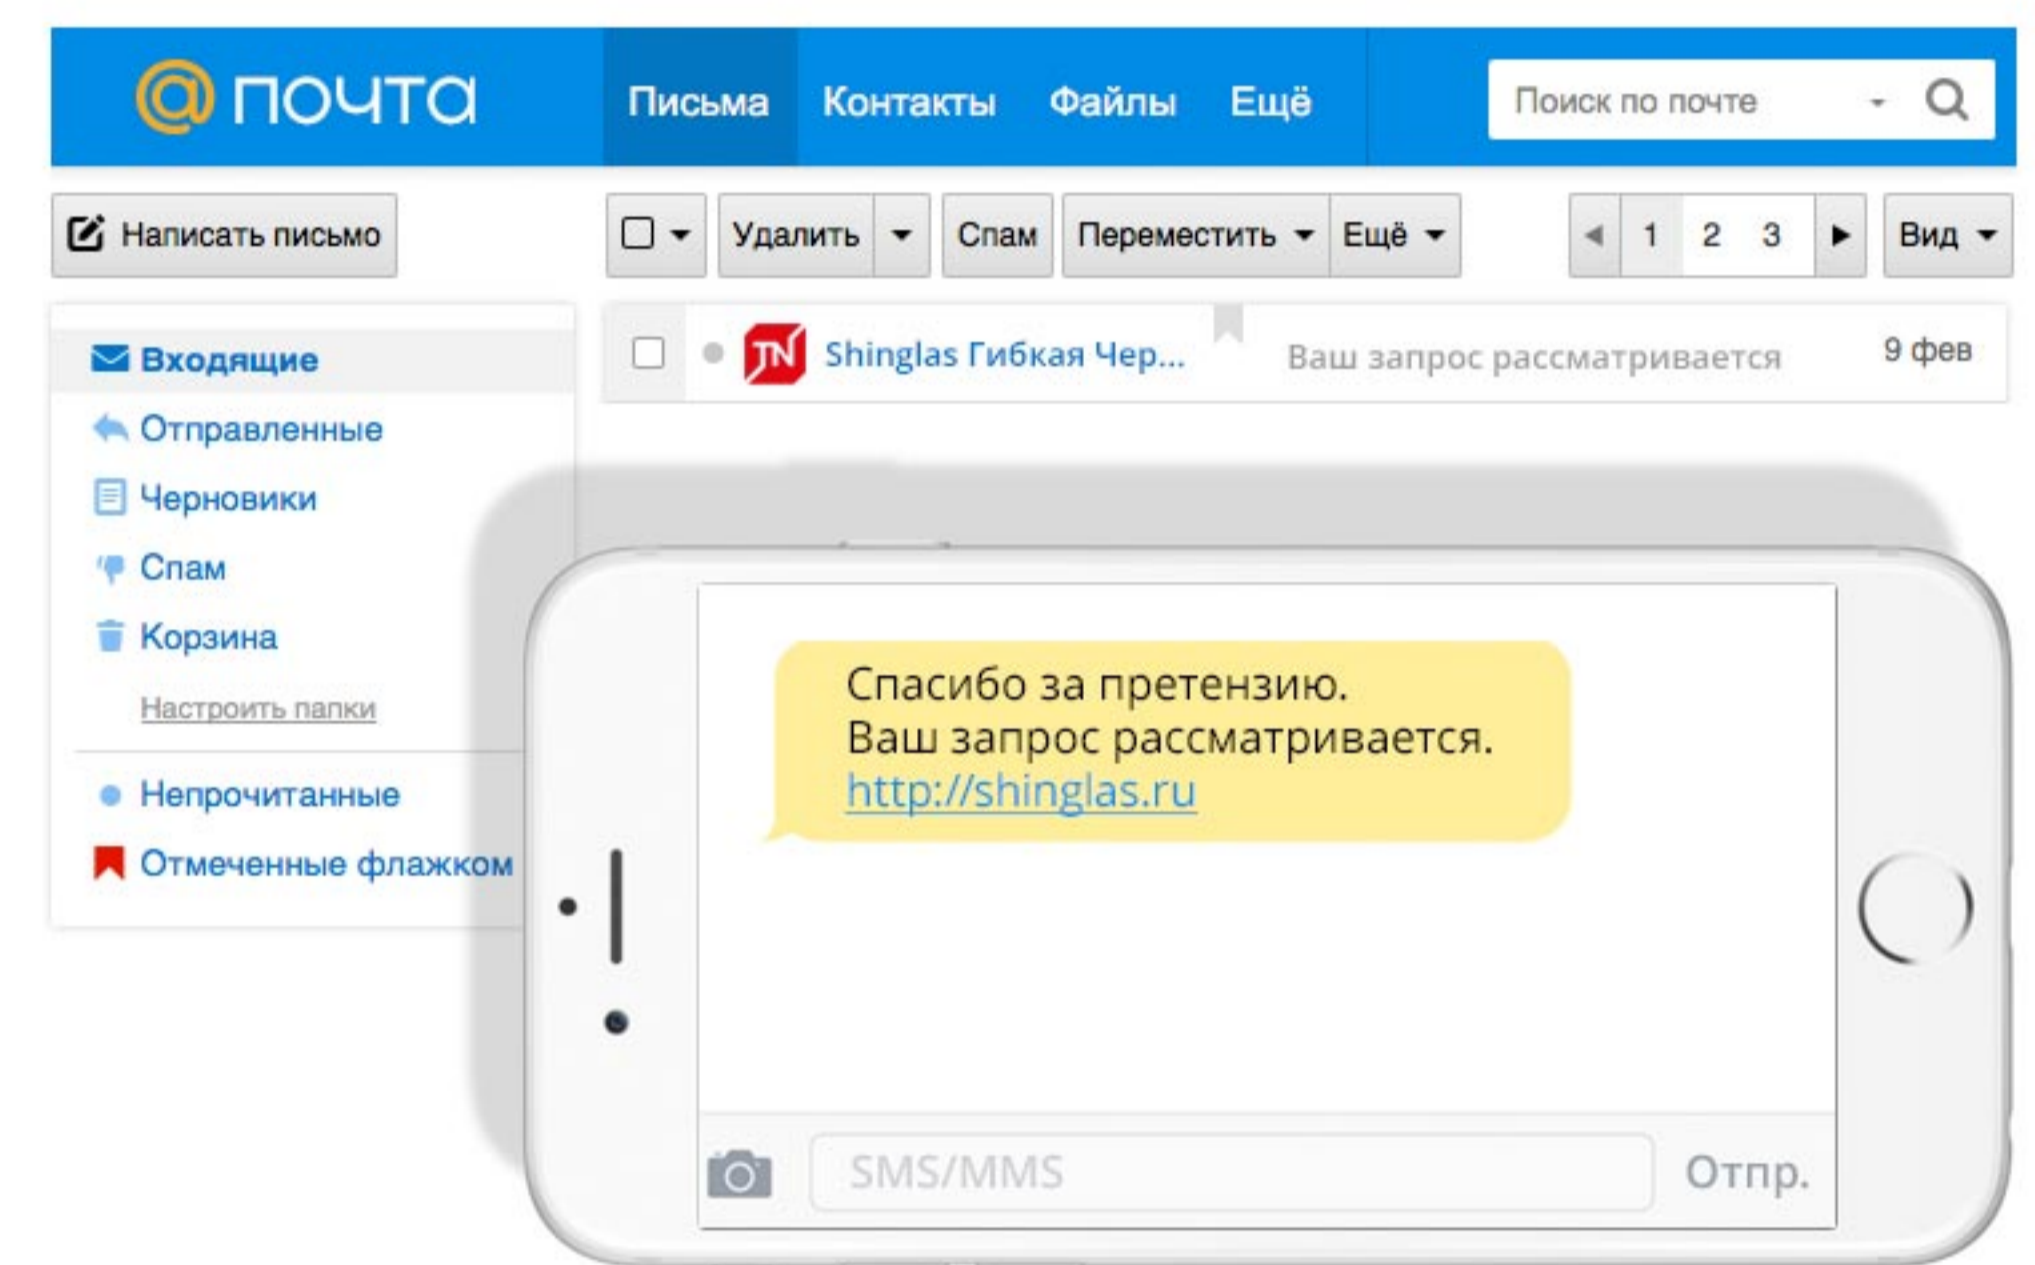 @почта
Письма Контакты Файлы Ещё
Поиск по почте
Написать письмо
Удалить Спам Переместить Ещё
1 2 3
Вид
Входящие
Отправленные
Черновики
Спам
Корзина
Настроить папки
Непрочитанные
Отмеченные флажком
TN Shinglas Гибкая Чер... Ваш запрос рассматривается 9 фев
Спасибо за претензию.
Ваш запрос рассматривается.
http://shinglas.ru
SMS/MMS Отпр.